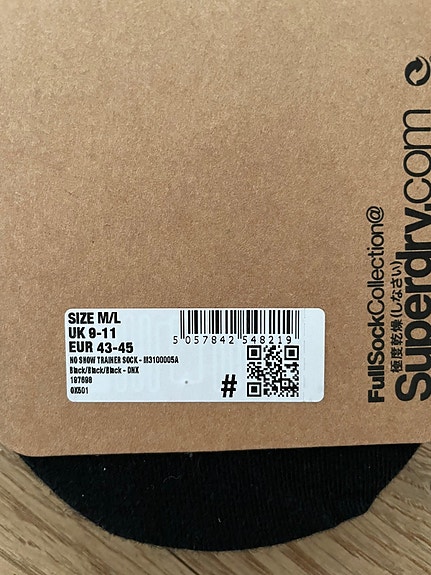 SIZE M/L
UK 9-11
EUR 43-45
NO SHOW TRAINER SOCK - M3100005A
Black/Black/Black - DNX
197698
0X501
5 057842 548219
#
FullSockCollection@
極度乾燥(しなさい)
Superdry.com